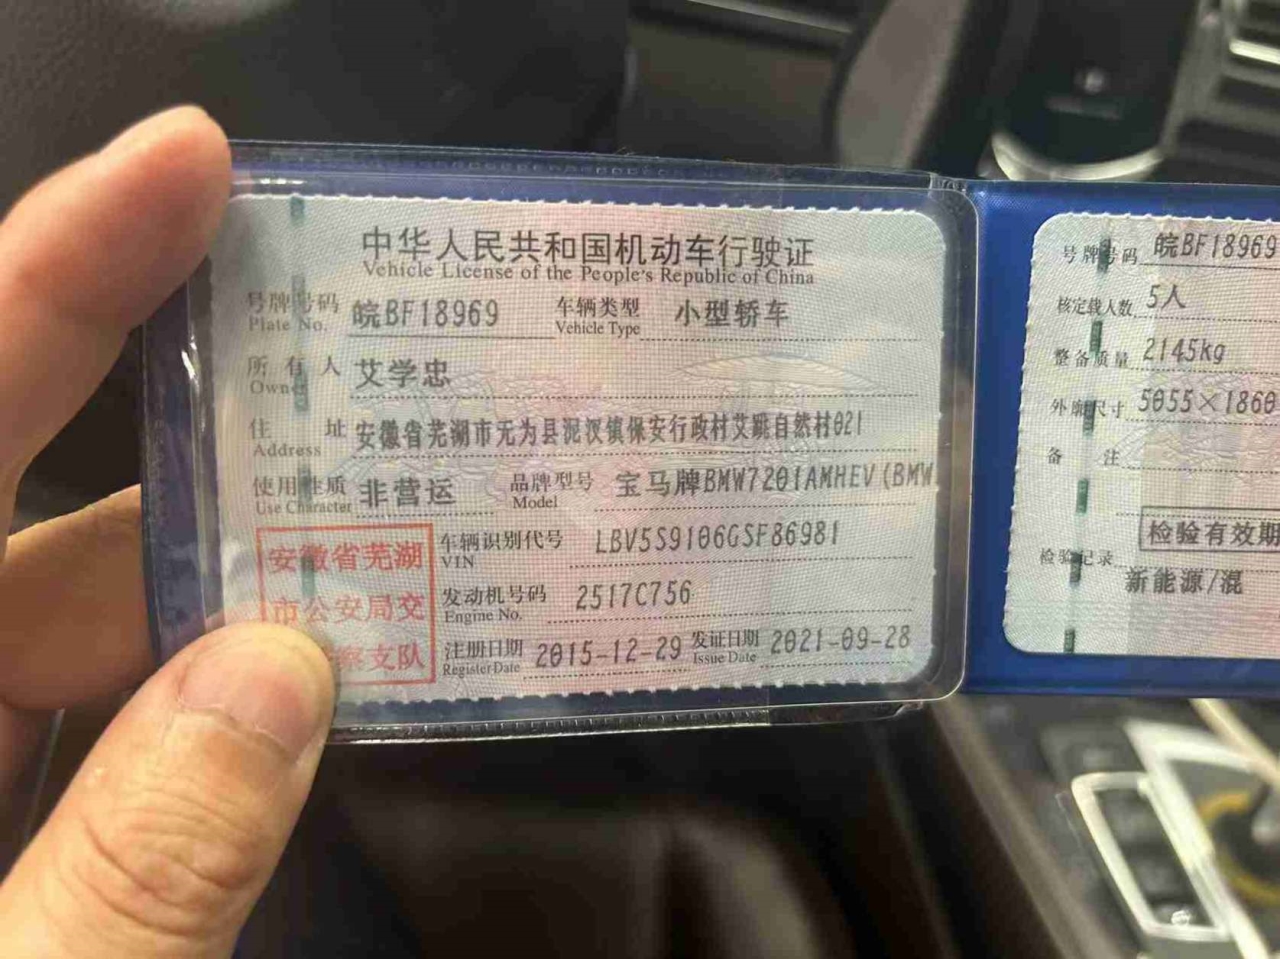 中华人民共和国机动车行驶证
Vehicle License of the People's Republic of China
号牌号码 皖BF18969 车辆类型 小型轿车
Plate No. Vehicle Type
所有人 艾学忠
Owner
住址 安徽省芜湖市无为县泥汊镇保安行政村艾跳自然村021
Address
使用性质 非营运 品牌型号 宝马牌BMW7201AMHEV(BMW
Use Character Model
安徽省芜湖
市公安局交
察支队
车辆识别代号 LBV5S9106GSF86981
VIN
发动机号码 2517C756
Engine No.
注册日期 2015-12-29 发证日期 2021-09-28
Register Date Issue Date
号牌号码 皖BF18969
核定载人数 5人
整备质量 2145kg
外廓尺寸 5055×1860
备注
检验有效期
检验记录
新能源/混